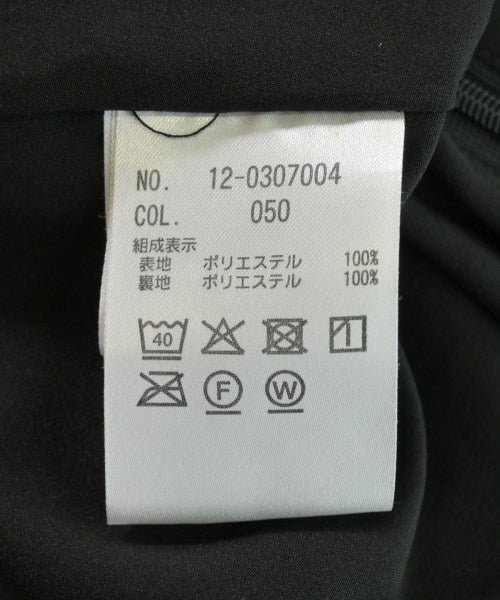 NO. 12-0307004
COL. 050
組成表示
表地 ポリエステル 100%
裏地 ポリエステル 100%
40
F W